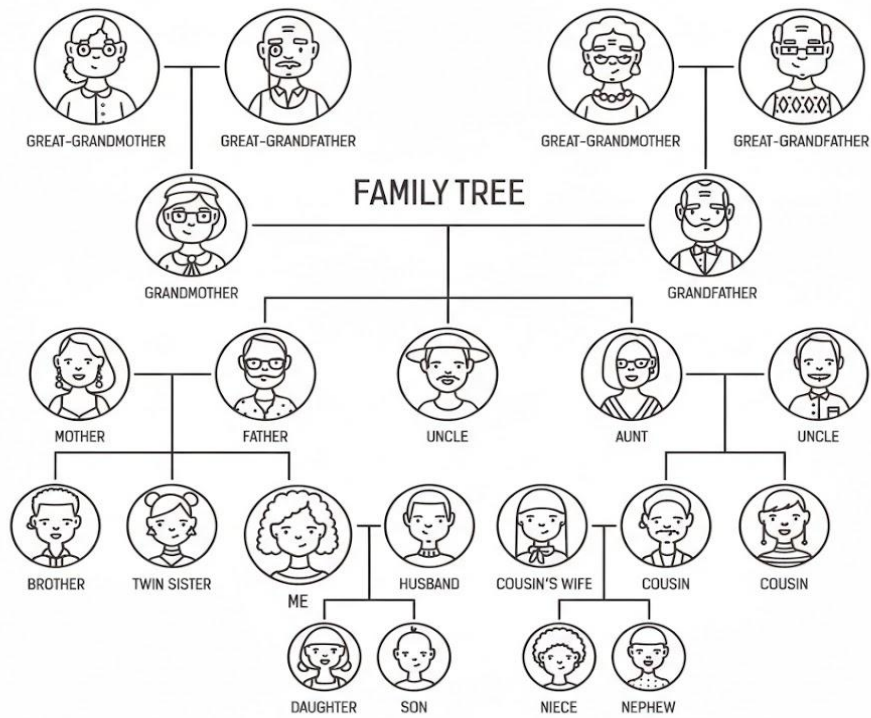 GREAT-GRANDMOTHER
GREAT-GRANDFATHER
GREAT-GRANDMOTHER
GREAT-GRANDFATHER
FAMILY TREE
GRANDMOTHER
GRANDFATHER
MOTHER
FATHER
UNCLE
AUNT
UNCLE
BROTHER
TWIN SISTER
ME
HUSBAND
COUSIN'S WIFE
COUSIN
COUSIN
DAUGHTER
SON
NIECE
NEPHEW